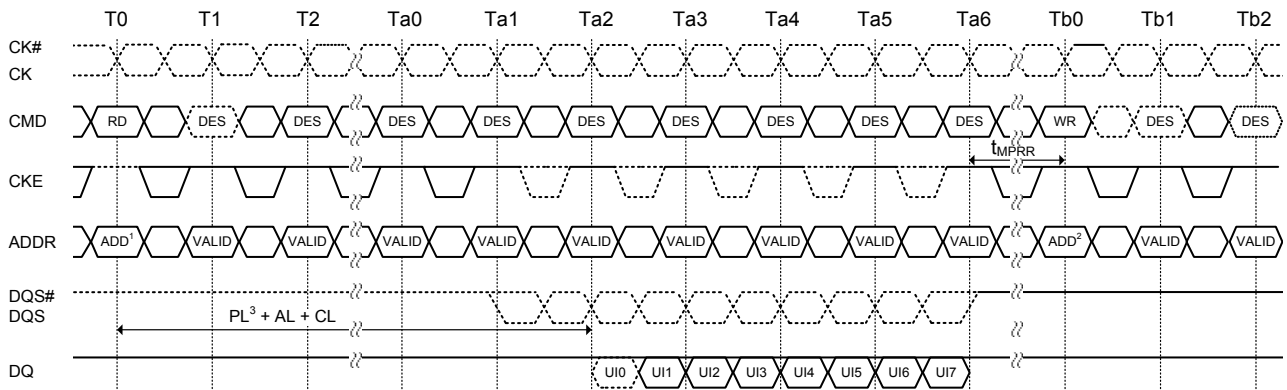 T0 T1 T2 Ta0 Ta1 Ta2 Ta3 Ta4 Ta5 Ta6 Tb0 Tb1 Tb2
CK#
CK
CMD RD DES DES DES DES DES DES DES DES DES WR DES DES
tMPRR
CKE
ADDR ADD¹ VALID VALID VALID VALID VALID VALID VALID VALID VALID ADD² VALID VALID
DQS#
DQS
PL³ + AL + CL
DQ UI0 UI1 UI2 UI3 UI4 UI5 UI6 UI7